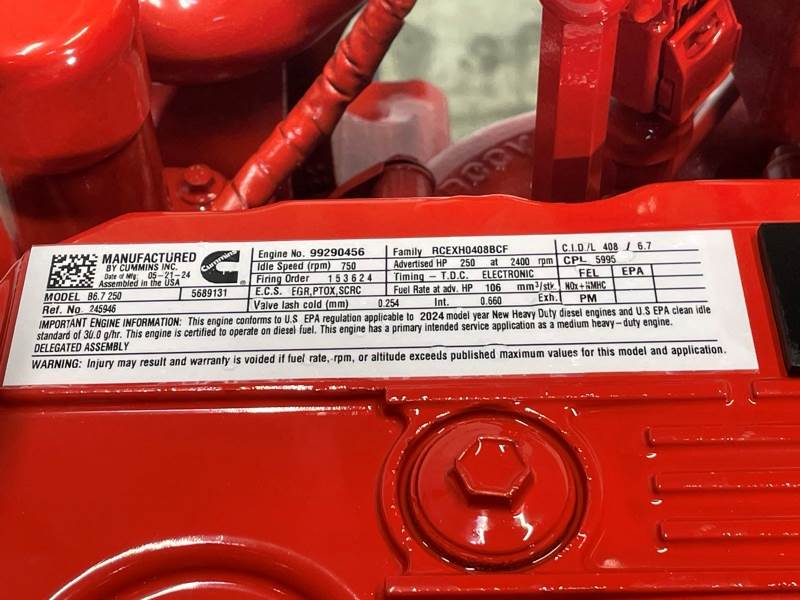 MANUFACTURED
BY CUMMINS INC.
Date of Mfg. 05-21-24
Assembled in the USA
MODEL B6.7 250 5689131
Ref. No. 245946
Cummins
Engine No. 99290456
Idle Speed (rpm) 750
Firing Order 1 5 3 6 2 4
E.C.S. EGR,PTOX,SCRC
Valve lash cold (mm) 0.254 Int. 0.660 Exh.
Family RCEXH0408BCF
Advertised HP 250 at 2400 rpm
Timing - T.D.C. ELECTRONIC
Fuel Rate at adv. HP 106 mm³/stk.
C.I.D./L 408 / 6.7
CPL 5995
FEL EPA
NOx+NMHC
PM
IMPORTANT ENGINE INFORMATION: This engine conforms to U.S. EPA regulation applicable to 2024 model year New Heavy Duty diesel engines and U.S EPA clean idle
standard of 30.0 g/hr. This engine is certified to operate on diesel fuel. This engine has a primary intended service application as a medium heavy-duty engine.
DELEGATED ASSEMBLY
WARNING: Injury may result and warranty is voided if fuel rate, rpm, or altitude exceeds published maximum values for this model and application.